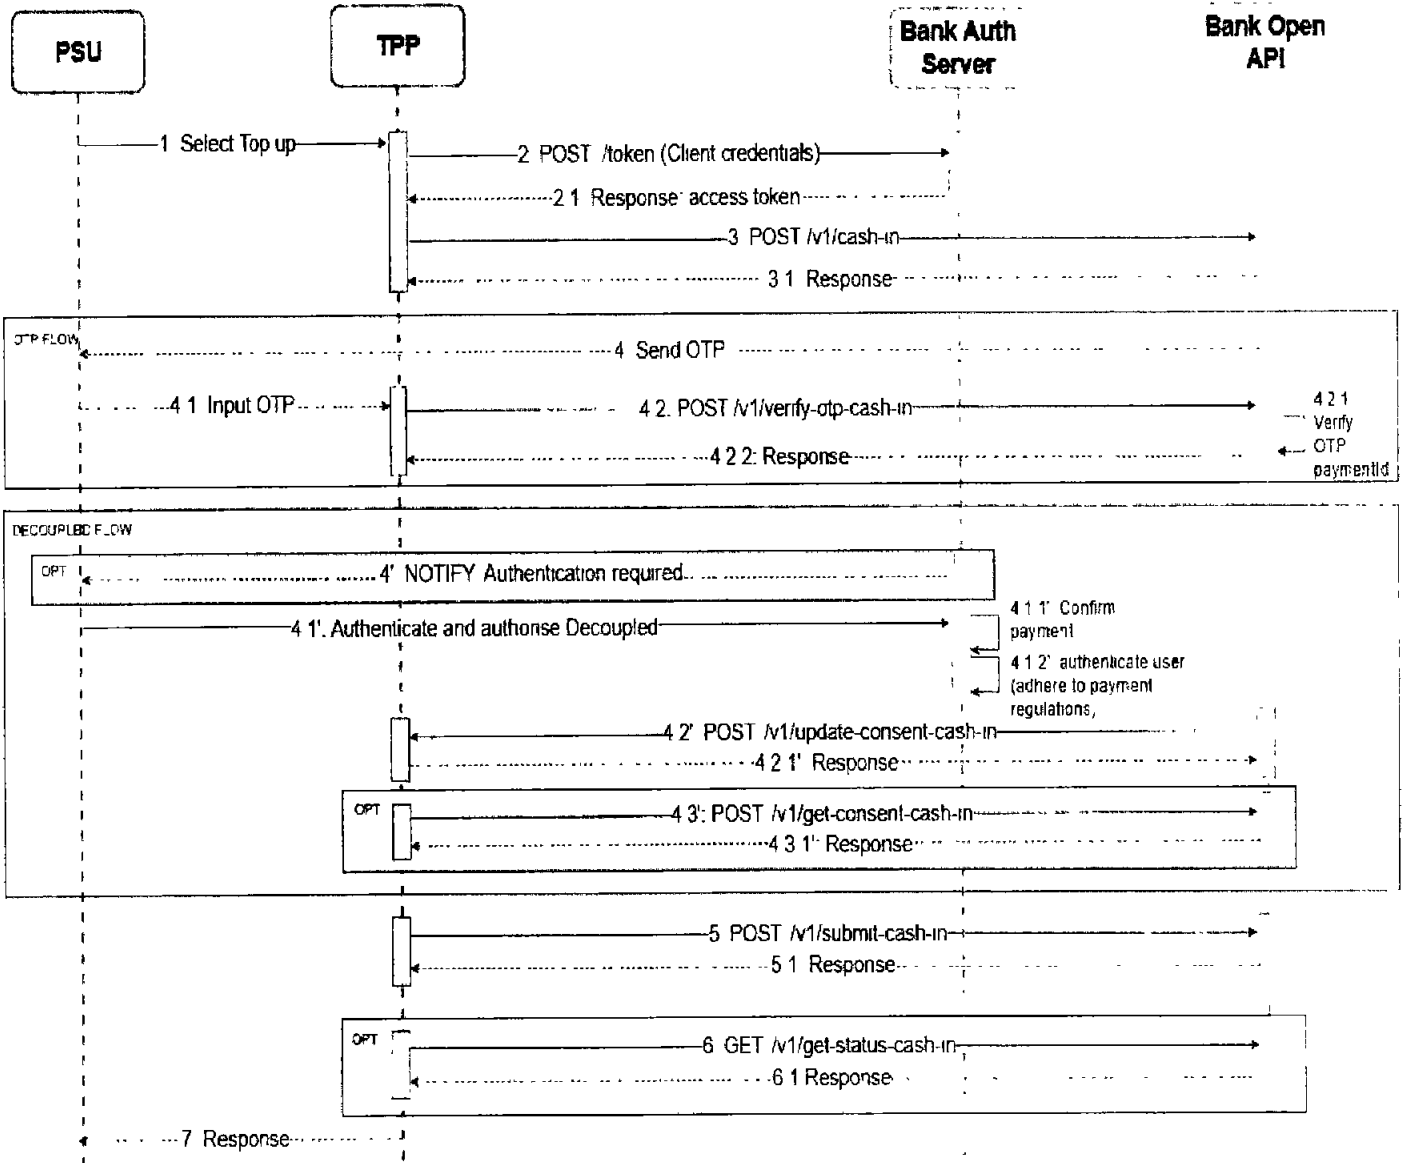 PSU
TPP
Bank Auth
Server
Bank Open
API
1 Select Top up
2 POST /token (Client credentials)
2 1 Response: access token
3 POST /v1/cash-in
3 1 Response
OTP FLOW
4 Send OTP
4 1 Input OTP
4 2. POST /v1/verify-otp-cash-in
4 2 1
Verify
OTP
paymentId
4 2 2: Response
DECOUPLED FLOW
OPT
4' NOTIFY Authentication required
4 1'. Authenticate and authorise Decoupled
4 1 1' Confirm
payment
4 1 2' authenticate user
(adhere to payment
regulations,
4 2' POST /v1/update-consent-cash-in
4 2 1' Response
OPT
4 3': POST /v1/get-consent-cash-in
4 3 1': Response
5 POST /v1/submit-cash-in
5 1 Response
OPT
6 GET /v1/get-status-cash-in
6 1 Response
7 Response